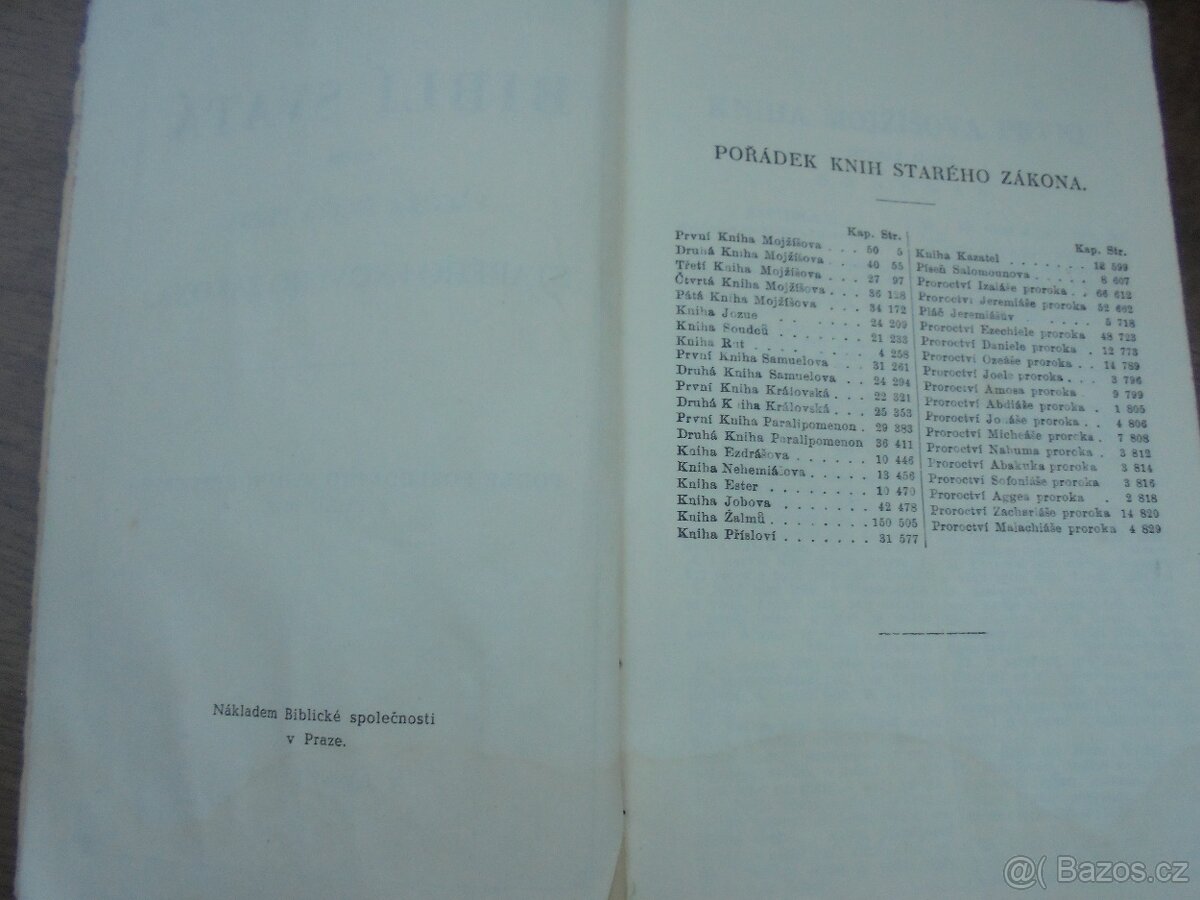 BIBLÍ SVATÁ
Nákladem Biblické společnosti
v Praze.
POŘÁDEK KNIH STARÉHO ZÁKONA.
Kap. Str.
První Kniha Mojžíšova . . . 50 5
Druhá Kniha Mojžíšova . . . 40 55
Třetí Kniha Mojžíšova . . . 27 97
Čtvrtá Kniha Mojžíšova . . . 36 128
Pátá Kniha Mojžíšova . . . 34 172
Kniha Jozue . . . . . . . 24 209
Kniha Soudců . . . . . . 21 233
Kniha Rut . . . . . . . . 4 258
První Kniha Samuelova . . . 31 261
Druhá Kniha Samuelova . . 24 294
První Kniha Královská . . . 22 321
Druhá Kniha Královská . . . 25 353
První Kniha Paralipomenon . 29 383
Druhá Kniha Paralipomenon 36 411
Kniha Ezdrášova . . . . . . 10 446
Kniha Nehemiášova . . . . . 13 456
Kniha Ester . . . . . . . . 10 470
Kniha Jobova . . . . . . . 42 478
Kniha Žalmů . . . . . . . 150 505
Kniha Přísloví . . . . . . . 31 577
Kap. Str.
Kniha Kazatel . . . . . . . 12 599
Píseň Salomounova . . . . . 8 607
Proroctví Izaiáše proroka . . 66 612
Proroctví Jeremiáše proroka 52 662
Pláč Jeremiášův . . . . . 5 718
Proroctví Ezechiele proroka 48 723
Proroctví Daniele proroka . 12 773
Proroctví Ozeáše proroka . . 14 789
Proroctví Joele proroka . . . 3 796
Proroctví Amosa proroka . 9 799
Proroctví Abdiáše proroka . 1 805
Proroctví Jonáše proroka . . 4 806
Proroctví Micheáše proroka . 7 808
Proroctví Nahuma proroka . 3 812
Proroctví Abakuka proroka 3 814
Proroctví Sofoniáše proroka 3 816
Proroctví Aggea proroka . 2 818
Proroctví Zachariáše proroka 14 820
Proroctví Malachiáše proroka 4 829
@( Bazos.cz